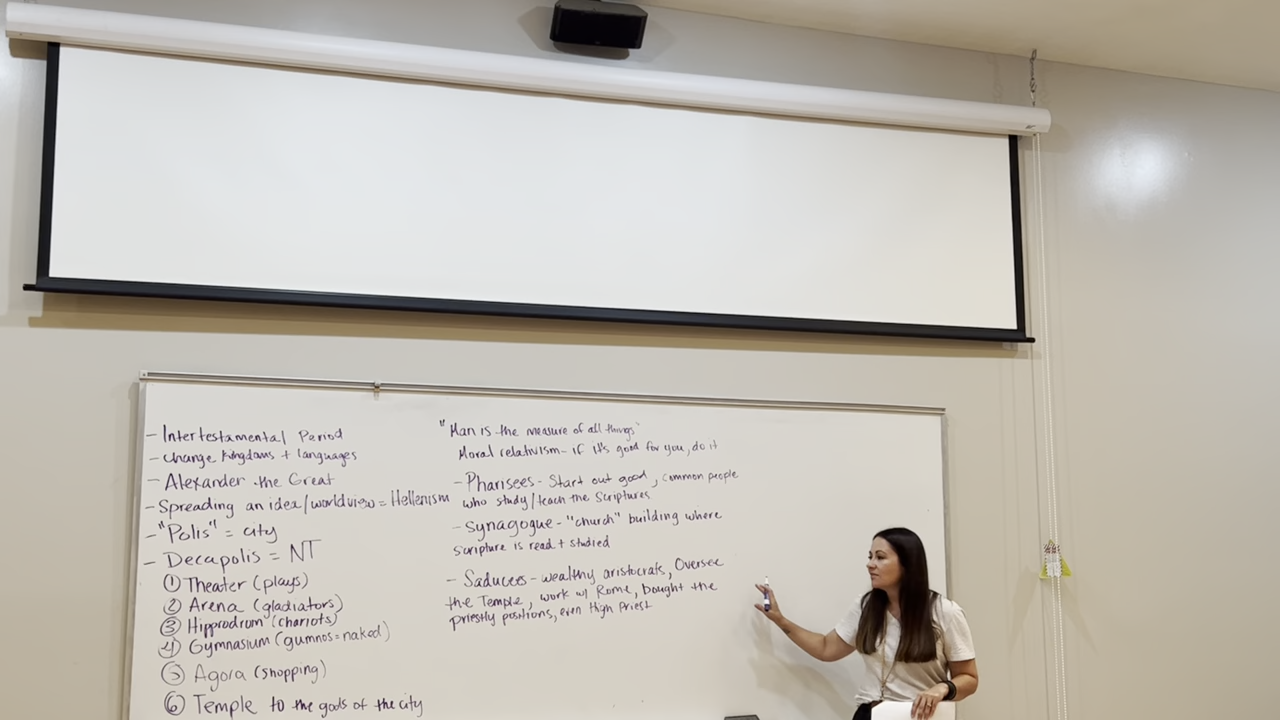 - Intertestamental Period
- Change kingdoms + languages
- Alexander the Great
- Spreading an idea/worldview = Hellenism
- "Polis" = city
- Decapolis = NT
① Theater (plays)
② Arena (gladiators)
③ Hipprodrom (chariots)
④ Gymnasium (gumnos=naked)
⑤ Agora (shopping)
⑥ Temple to the gods of the city
"Man is the measure of all things"
Moral relativism - if it's good for you, do it
- Pharisees - Start out good, common people
who study/teach the Scriptures
- Synagogue - "church" building where
scripture is read + studied
- Saducees - wealthy aristocrats, Oversee
the Temple, work w/ Rome, bought the
priestly positions, even High Priest